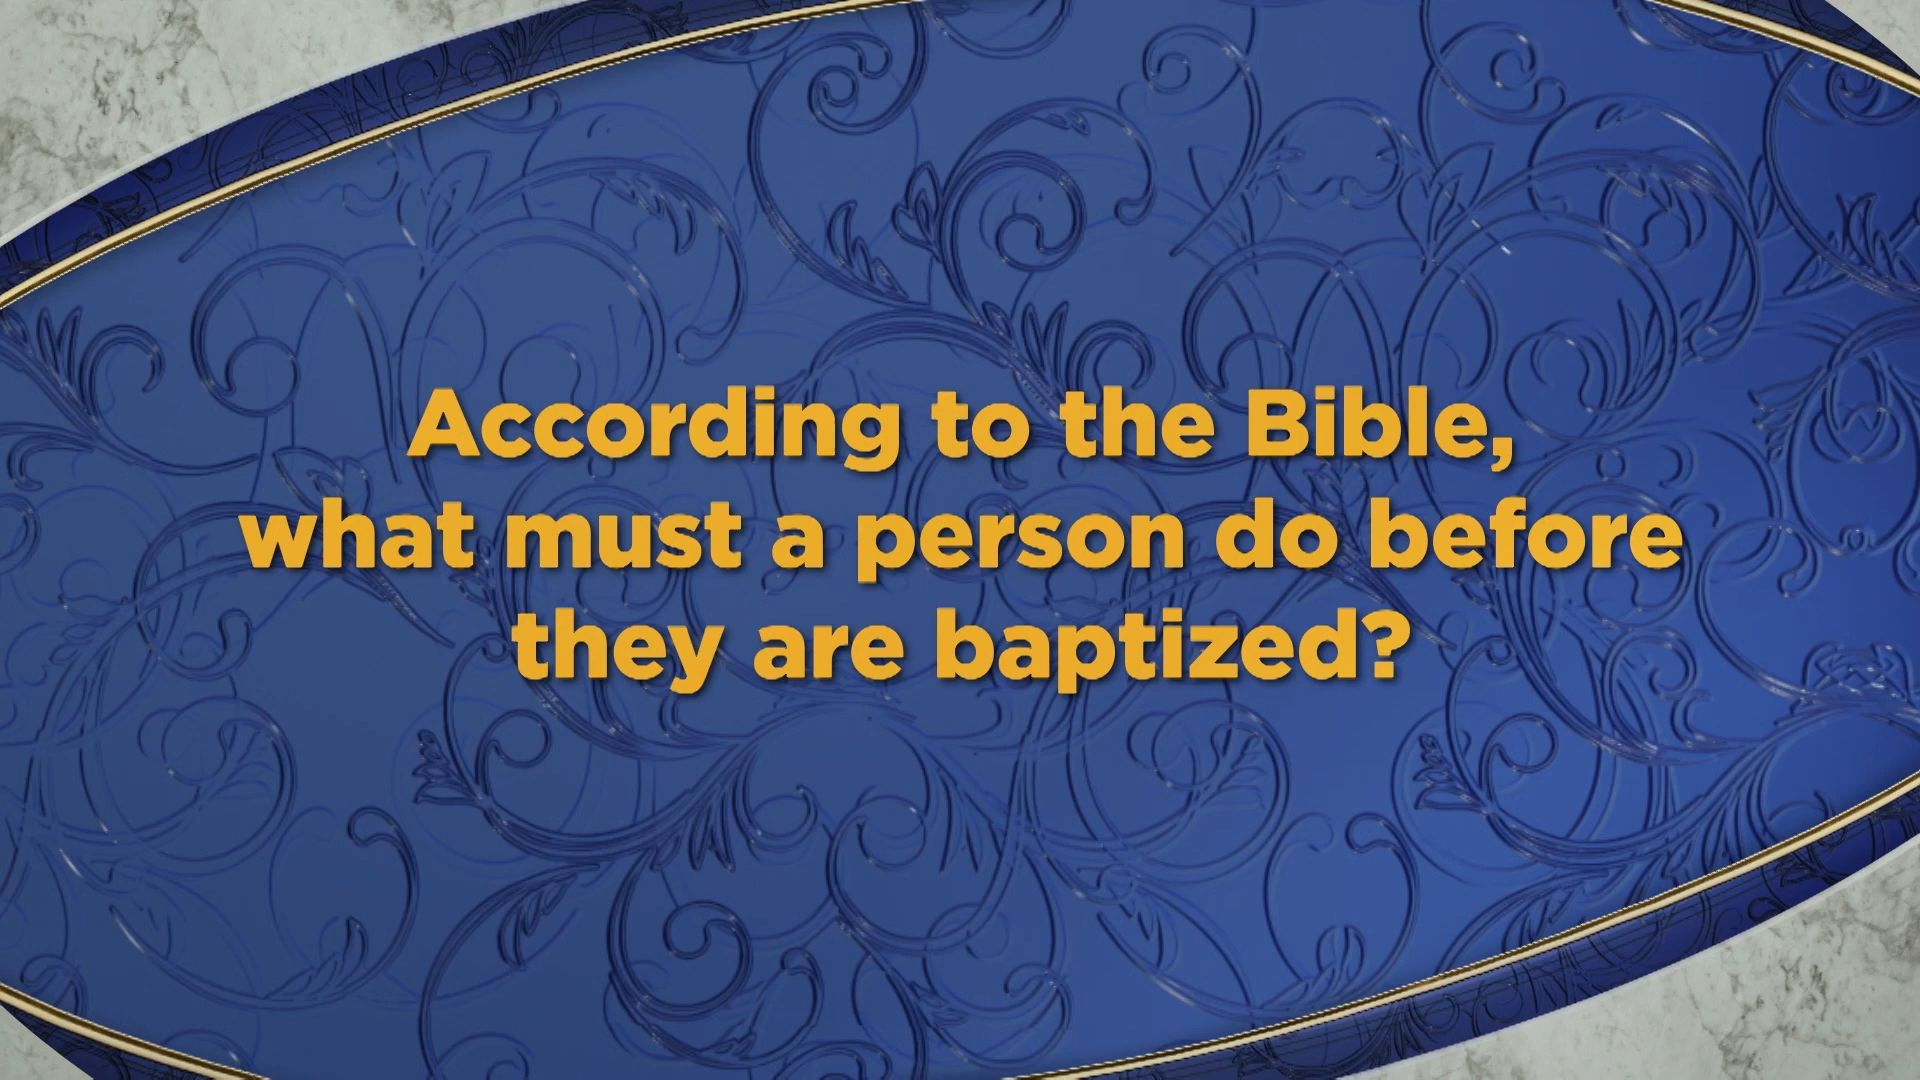 According to the Bible,
what must a person do before
they are baptized?